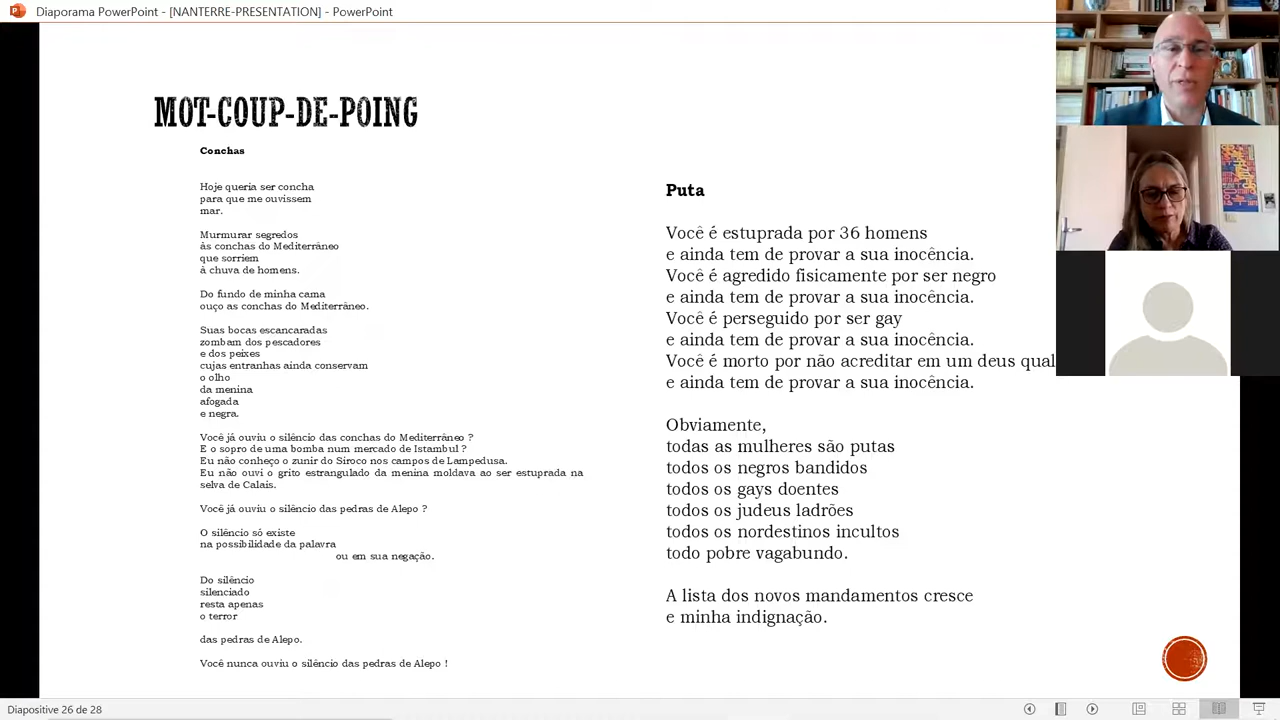 Diaporama PowerPoint - [NANTERRE-PRESENTATION] - PowerPoint
MOT-COUP-DE-POING
Conchas
Hoje queria ser concha
para que me ouvissem
mar.
Murmurar segredos
às conchas do Mediterrâneo
que sorriem
à chuva de homens.
Do fundo de minha cama
ouço as conchas do Mediterrâneo.
Suas bocas escancaradas
zombam dos pescadores
e dos peixes
cujas entranhas ainda conservam
o olho
da menina
afogada
e negra.
Você já ouviu o silêncio das conchas do Mediterrâneo ?
E o sopro de uma bomba num mercado de Istambul ?
Eu não conheço o zunir do Siroco nos campos de Lampedusa.
Eu não ouvi o grito estrangulado da menina moldava ao ser estuprada na
selva de Calais.
Você já ouviu o silêncio das pedras de Alepo ?
O silêncio só existe
na possibilidade da palavra
ou em sua negação.
Do silêncio
silenciado
resta apenas
o terror
das pedras de Alepo.
Você nunca ouviu o silêncio das pedras de Alepo !
Puta
Você é estuprada por 36 homens
e ainda tem de provar a sua inocência.
Você é agredido fisicamente por ser negro
e ainda tem de provar a sua inocência.
Você é perseguido por ser gay
e ainda tem de provar a sua inocência.
Você é morto por não acreditar em um deus qual
e ainda tem de provar a sua inocência.
Obviamente,
todas as mulheres são putas
todos os negros bandidos
todos os gays doentes
todos os judeus ladrões
todos os nordestinos incultos
todo pobre vagabundo.
A lista dos novos mandamentos cresce
e minha indignação.
Diapositive 26 de 28